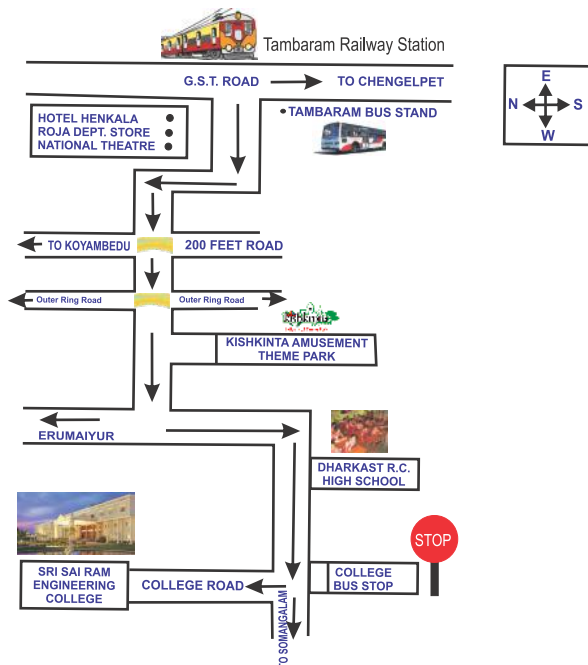 Tambaram Railway Station
G.S.T. ROAD
TO CHENGELPET
E
N
S
W
HOTEL HENKALA
ROJA DEPT. STORE
NATIONAL THEATRE
TAMBARAM BUS STAND
TO KOYAMBEDU
200 FEET ROAD
Outer Ring Road
Outer Ring Road
KISHKINTA AMUSEMENT
THEME PARK
ERUMAIYUR
DHARKAST R.C.
HIGH SCHOOL
STOP
SRI SAI RAM
ENGINEERING
COLLEGE
COLLEGE ROAD
COLLEGE
BUS STOP
TO SOMANGALAM